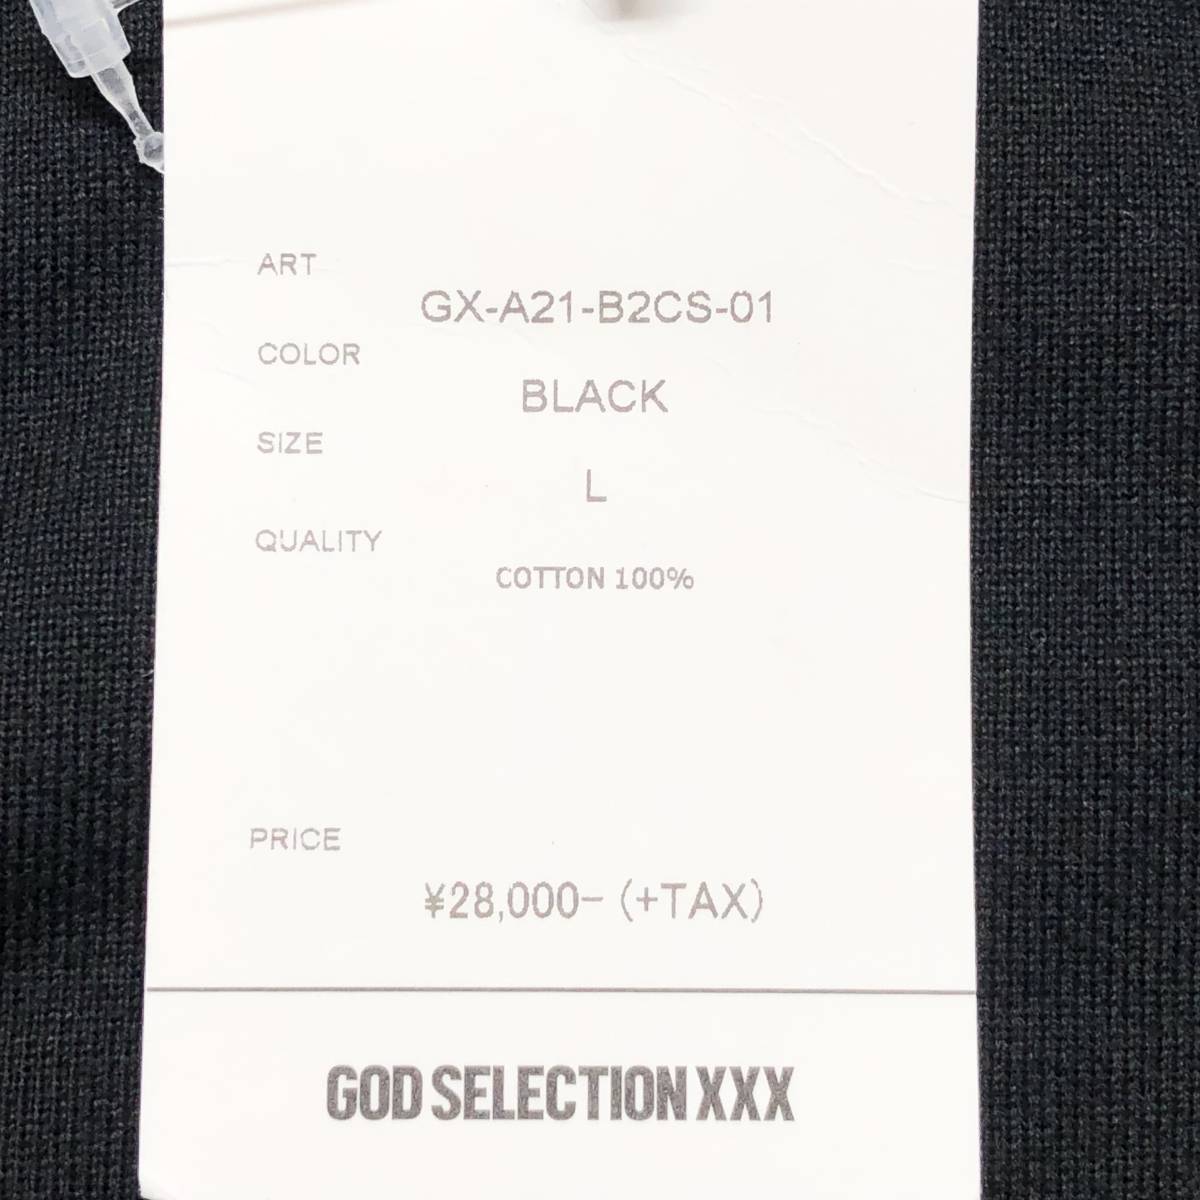 ART
GX-A21-B2CS-01
COLOR
BLACK
SIZE
L
QUALITY
COTTON 100%
PRICE
¥28,000- (+TAX)
GOD SELECTION XXX